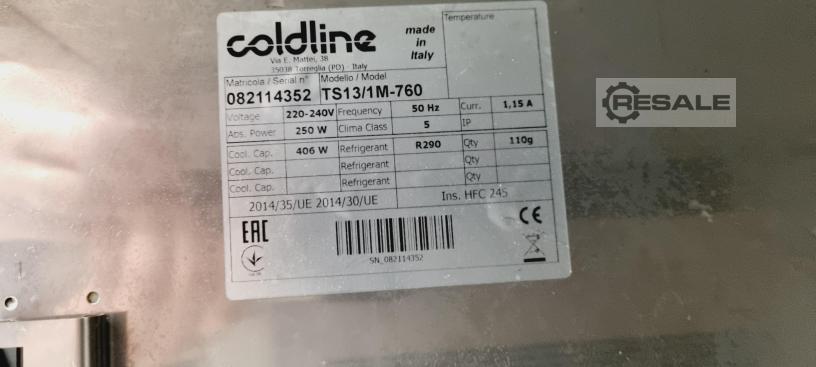 coldline
Via E. Mattei, 38
35038 Torreglia (PD) - Italy
made
in
Italy
Temperature
Matricola / Serial n° Modello / Model
082114352 TS13/1M-760
Voltage 220-240V Frequency 50 Hz Curr. 1,15 A
Abs. Power 250 W Clima Class 5 IP
Cool. Cap. 406 W Refrigerant R290 Qty 110g
Cool. Cap. Refrigerant Qty
Cool. Cap. Refrigerant Qty
2014/35/UE 2014/30/UE Ins. HFC 245
EAC CE
SN_082114352
RESALE